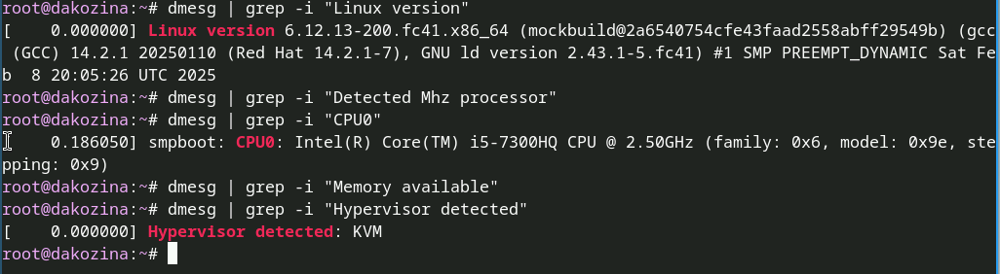 root@dakozina:~# dmesg | grep -i "Linux version"
[    0.000000] Linux version 6.12.13-200.fc41.x86_64 (mockbuild@2a6540754cfe43faad2558abff29549b) (gcc
 (GCC) 14.2.1 20250110 (Red Hat 14.2.1-7), GNU ld version 2.43.1-5.fc41) #1 SMP PREEMPT_DYNAMIC Sat Fe
b  8 20:05:26 UTC 2025
root@dakozina:~# dmesg | grep -i "Detected Mhz processor"
root@dakozina:~# dmesg | grep -i "CPU0"
[    0.186050] smpboot: CPU0: Intel(R) Core(TM) i5-7300HQ CPU @ 2.50GHz (family: 0x6, model: 0x9e, ste
pping: 0x9)
root@dakozina:~# dmesg | grep -i "Memory available"
root@dakozina:~# dmesg | grep -i "Hypervisor detected"
[    0.000000] Hypervisor detected: KVM
root@dakozina:~#